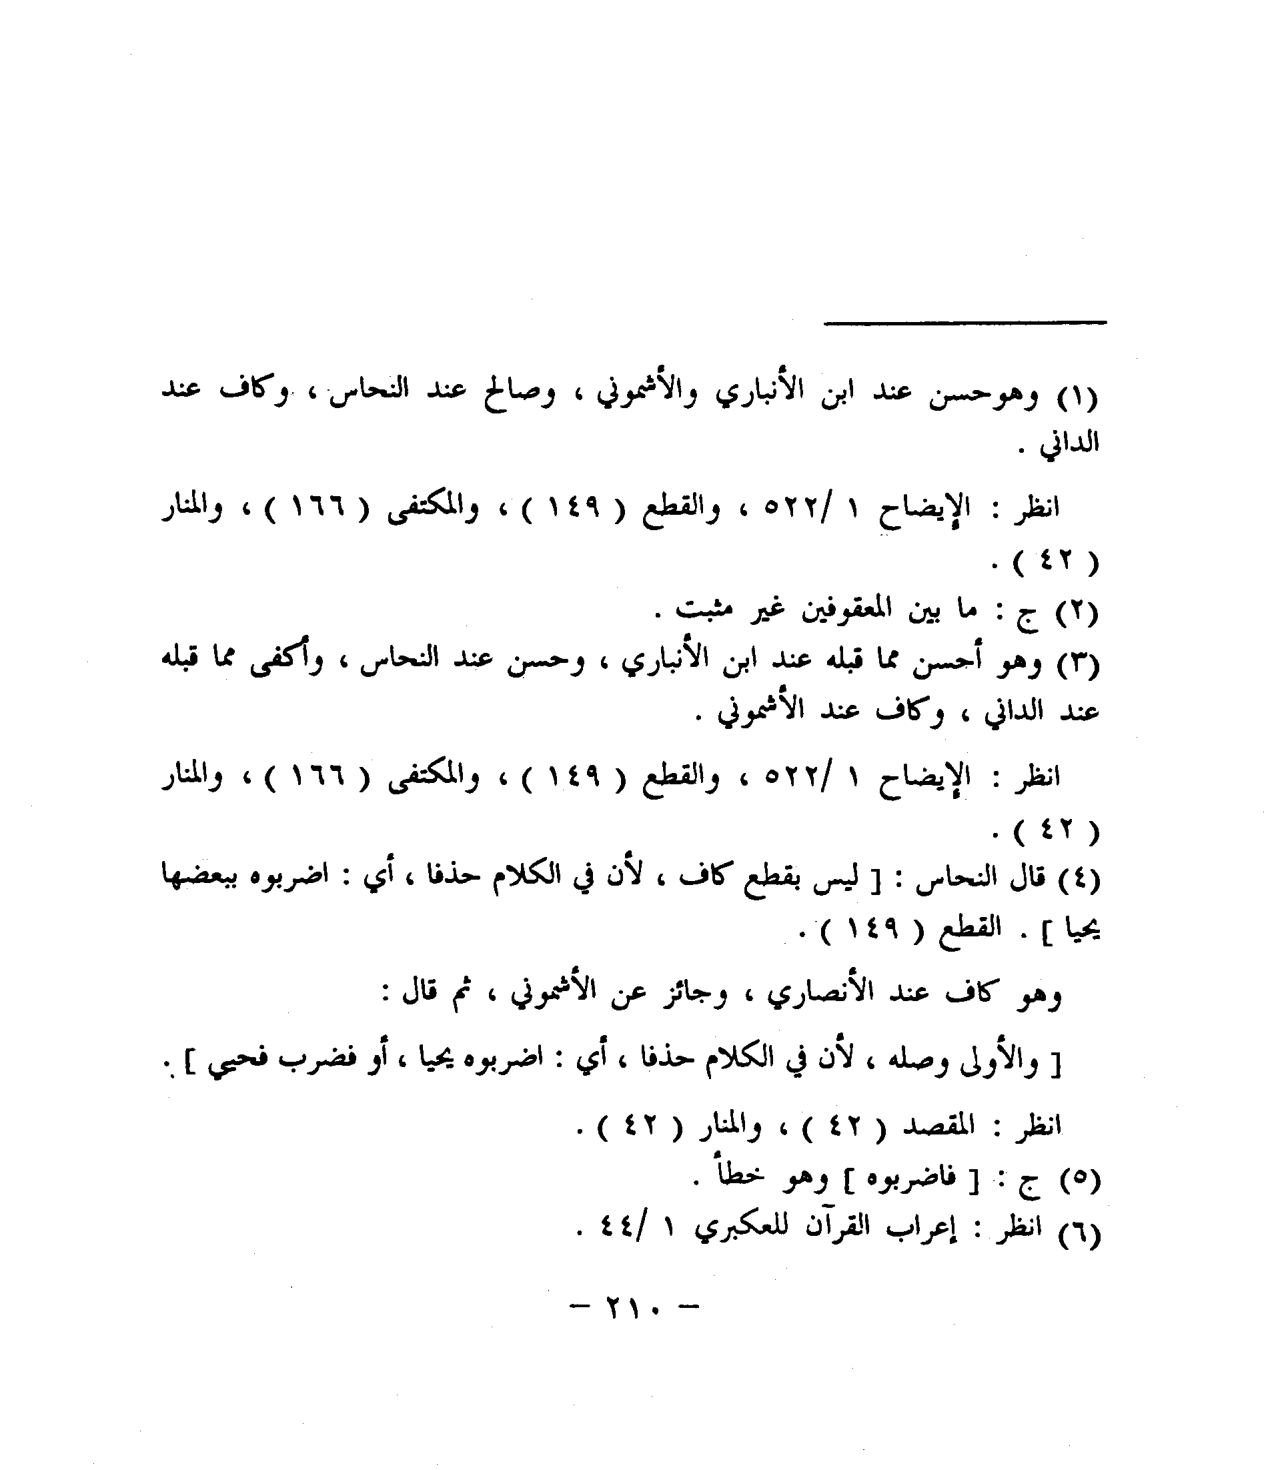 (١) وهوحسن عند ابن الأنباري والأشموني ، وصالح عند النحاس ، وكاف عند
الداني .
انظر : الإيضاح ١ /٥٢٢ ، والقطع ( ١٤٩ ) ، والمكتفى ( ١٦٦ ) ، والمنار
( ٤٢ ) .
(٢) ج : ما بين المعقوفين غير مثبت .
(٣) وهو أحسن مما قبله عند ابن الأنباري ، وحسن عند النحاس ، وأكفى مما قبله
عند الداني ، وكاف عند الأشموني .
انظر : الإيضاح ١ /٥٢٢ ، والقطع ( ١٤٩ ) ، والمكتفى ( ١٦٦ ) ، والمنار
( ٤٢ ) .
(٤) قال النحاس : [ ليس بقطع كاف ، لأن في الكلام حذفا ، أي : اضربوه ببعضها
يحيا ] . القطع ( ١٤٩ ) .
وهو كاف عند الأنصاري ، وجائز عن الأشموني ، ثم قال :
[ والأولى وصله ، لأن في الكلام حذفا ، أي : اضربوه يحيا ، أو فضرب فحيي ] .
انظر : المقصد ( ٤٢ ) ، والمنار ( ٤٢ ) .
(٥) ج : [ فاضربوه ] وهو خطأ .
(٦) انظر : إعراب القرآن للعكبري ١ /٤٤ .
– ٢١٠ –